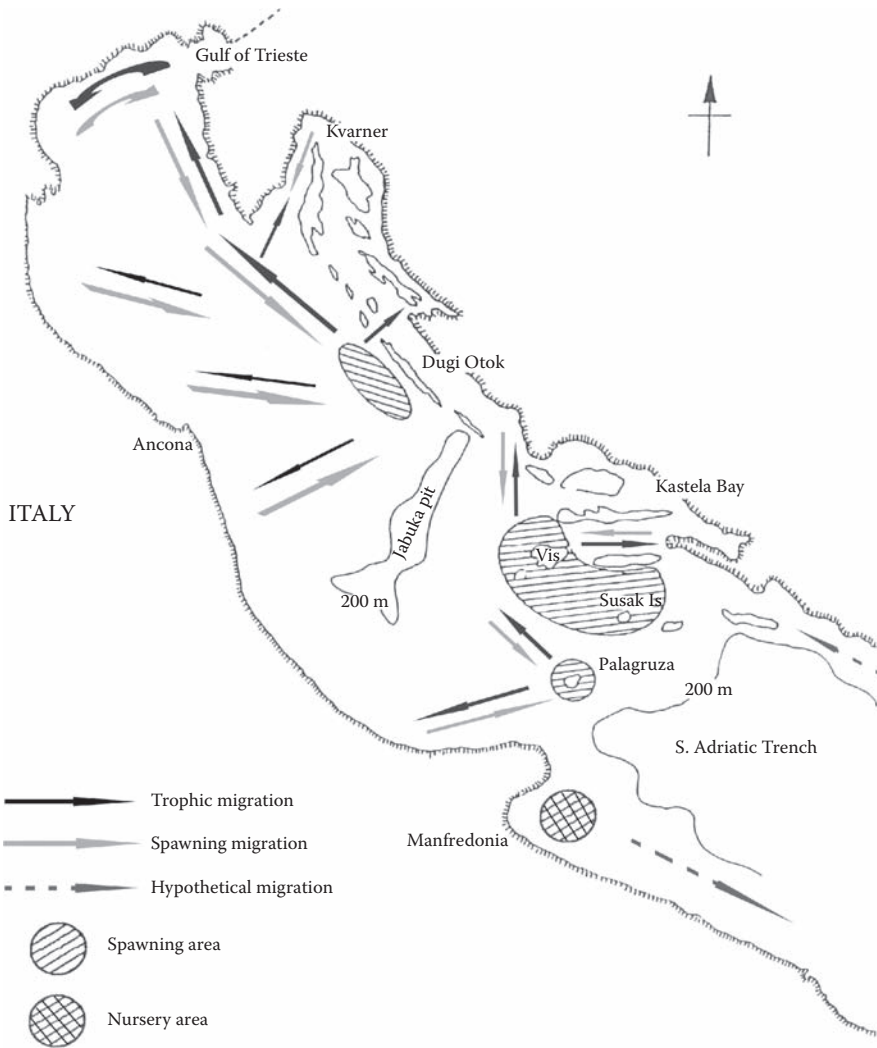 Gulf of Trieste
Kvarner
Dugi Otok
Ancona
Kastela Bay
ITALY
Jabuka pit
Vis
200 m
Susak Is
Palagruza
200 m
S. Adriatic Trench
Trophic migration
Manfredonia
Spawning migration
Hypothetical migration
Spawning area
Nursery area